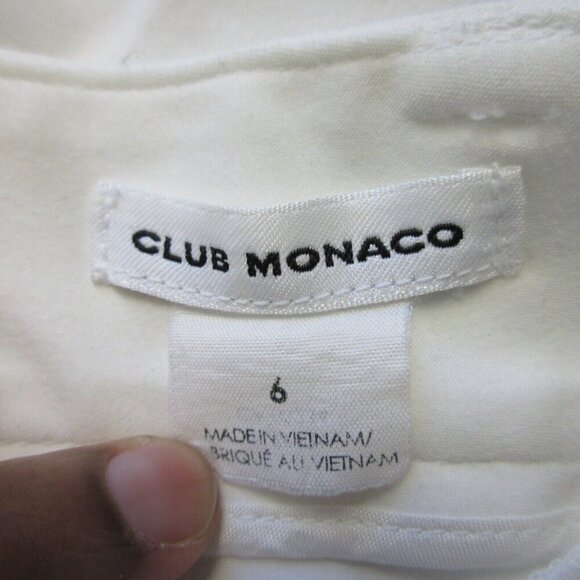 CLUB MONACO
6
MADE IN VIETNAM/
BRIQUÉ AU VIETNAM